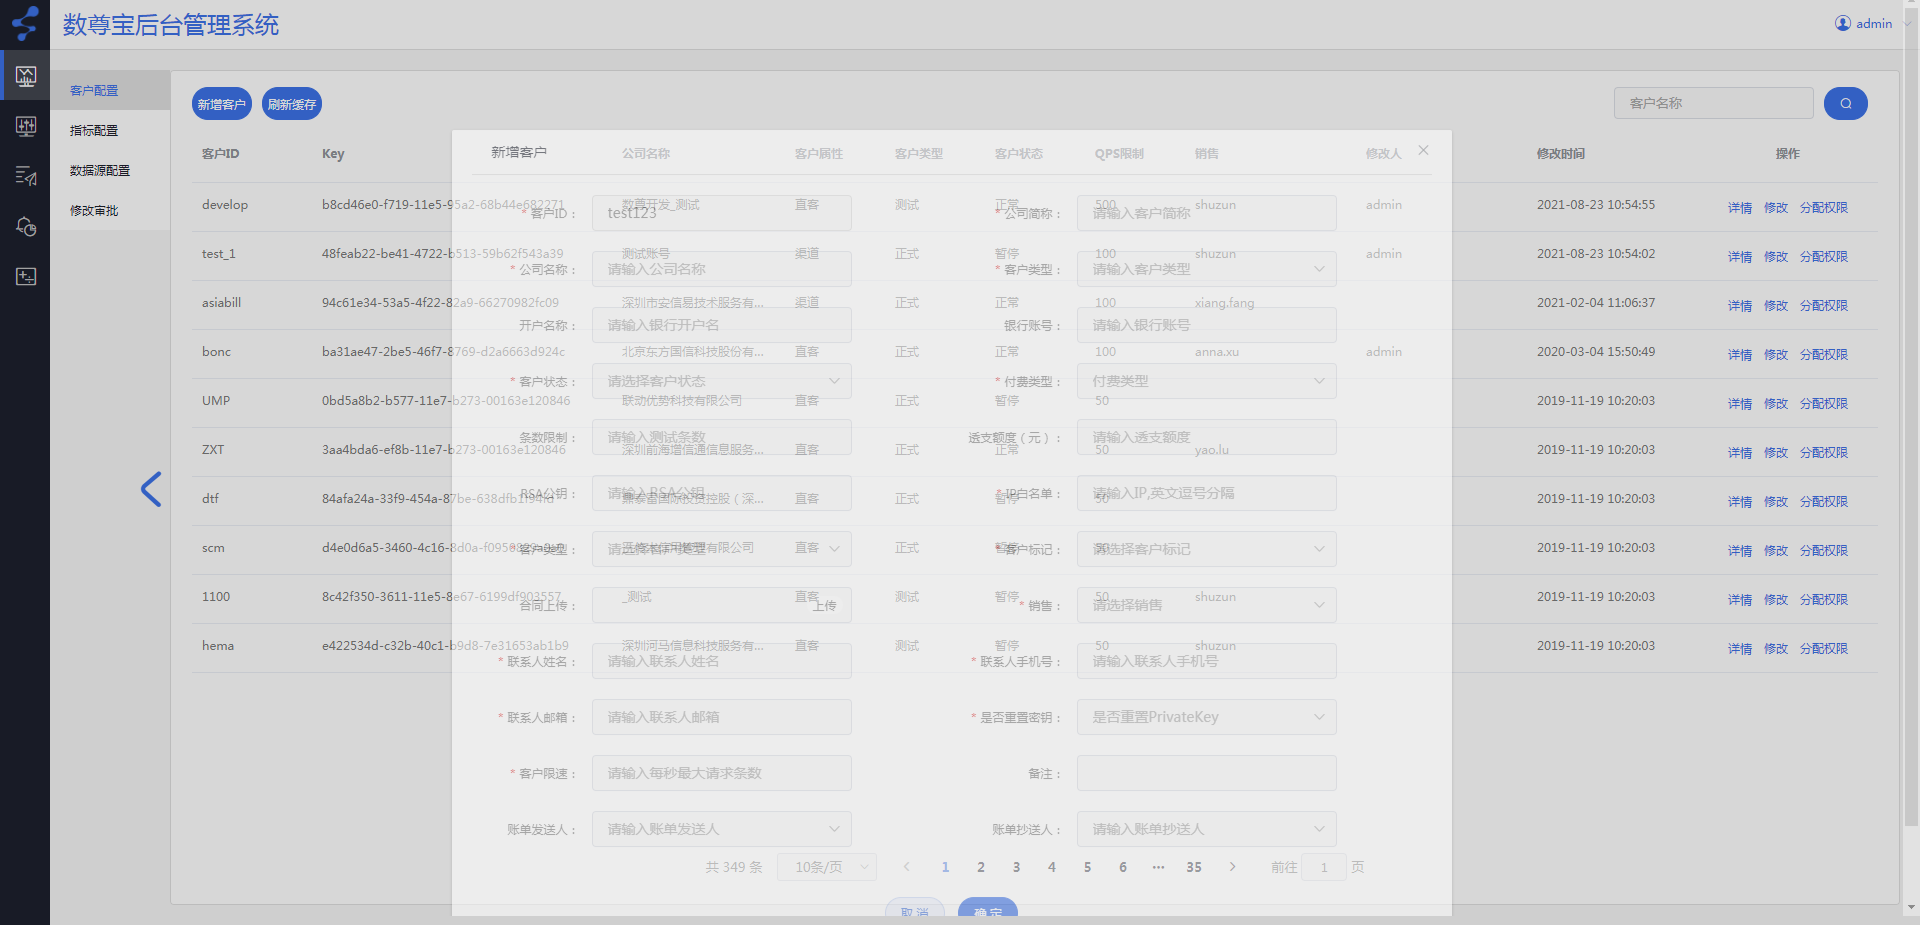 数尊宝后台管理系统
admin
客户配置
指标配置
数据源配置
修改审批
新增客户 刷新缓存 客户名称
客户ID Key 公司名称 客户属性 客户类型 客户状态 QPS限制 销售 修改人 修改时间 操作
develop b8cd46e0-f719-11e5-95a2-68b44e682271 数尊开发_测试 直客 测试 正常 500 shuzun admin 2021-08-23 10:54:55 详情 修改 分配权限
test_1 48feab22-be41-4722-b513-59b62f543a39 测试账号 渠道 正式 暂停 100 shuzun admin 2021-08-23 10:54:02 详情 修改 分配权限
asiabill 94c61e34-53a5-4f22-82a9-66270982fc09 深圳市安信易技术服务有... 渠道 正式 正常 100 xiang.fang 2021-02-04 11:06:37 详情 修改 分配权限
bonc ba31ae47-2be5-46f7-8769-d2a6663d924c 北京东方国信科技股份有... 直客 正式 正常 100 anna.xu admin 2020-03-04 15:50:49 详情 修改 分配权限
UMP 0bd5a8b2-b577-11e7-b273-00163e120846 联动优势科技有限公司 直客 正式 暂停 50 2019-11-19 10:20:03 详情 修改 分配权限
ZXT 3aa4bda6-ef8b-11e7-b273-00163e120846 深圳前海增信通信息服务... 直客 正式 正常 50 yao.lu 2019-11-19 10:20:03 详情 修改 分配权限
dtf 84afa24a-33f9-454a-87be-638dfb1f94fd 鼎泰富国际投资控股（深... 直客 正式 暂停 50 2019-11-19 10:20:03 详情 修改 分配权限
scm d4e0d6a5-3460-4c16-8d0a 有限公司 直客 正式 暂停 50 2019-11-19 10:20:03 详情 修改 分配权限
1100 8c42f350-3611-11e5-8e67-6199df903557 _测试 直客 测试 暂停 50 shuzun 2019-11-19 10:20:03 详情 修改 分配权限
hema e422534d-c32b-40c1-b9d8-7e31653ab1b9 深圳河马信息科技服务有... 直客 测试 暂停 50 shuzun 2019-11-19 10:20:03 详情 修改 分配权限
共 349 条 10条/页 1 2 3 4 5 6 ··· 35 前往 1 页
新增客户
* 客户ID： test123 * 公司简称： 请输入客户简称
* 公司名称： 请输入公司名称 * 客户类型： 请输入客户类型
开户名称： 请输入银行开户名 银行账号： 请输入银行账号
* 客户状态： 请选择客户状态 * 付费类型： 付费类型
条数限制： 请输入测试条数 透支额度（元）： 请输入透支额度
RSA公钥： 请输入RSA公钥 * IP白名单： 请输入IP,英文逗号分隔
* 客户类型： 请选择客户类型 * 客户标记： 请选择客户标记
合同上传： 上传 * 销售： 请选择销售
* 联系人姓名： 请输入联系人姓名 * 联系人手机号： 请输入联系人手机号
* 联系人邮箱： 请输入联系人邮箱 * 是否重置密钥： 是否重置PrivateKey
* 客户限速： 请输入每秒最大请求条数 备注：
账单发送人： 请输入账单发送人 账单抄送人： 请输入账单抄送人
取消 确定